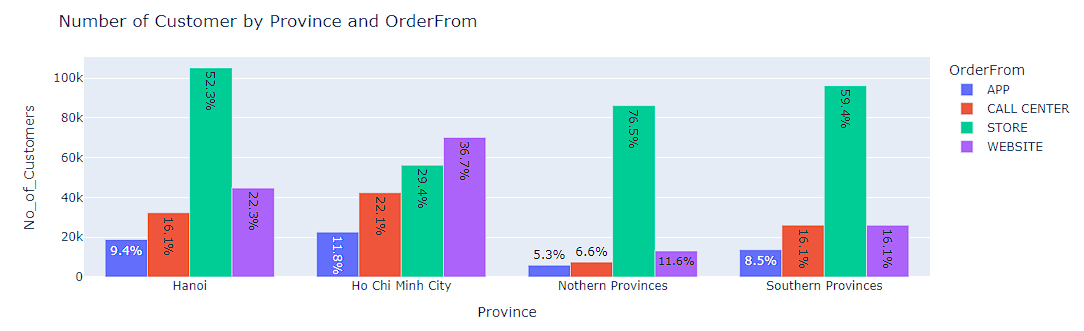 Number of Customer by Province and OrderFrom
OrderFrom
APP
CALL CENTER
STORE
WEBSITE
No_of_Customers
100k
80k
60k
40k
20k
0
9.4%
16.1%
52.3%
22.3%
11.8%
22.1%
29.4%
36.7%
5.3%
6.6%
76.5%
11.6%
8.5%
16.1%
59.4%
16.1%
Hanoi
Ho Chi Minh City
Nothern Provinces
Southern Provinces
Province